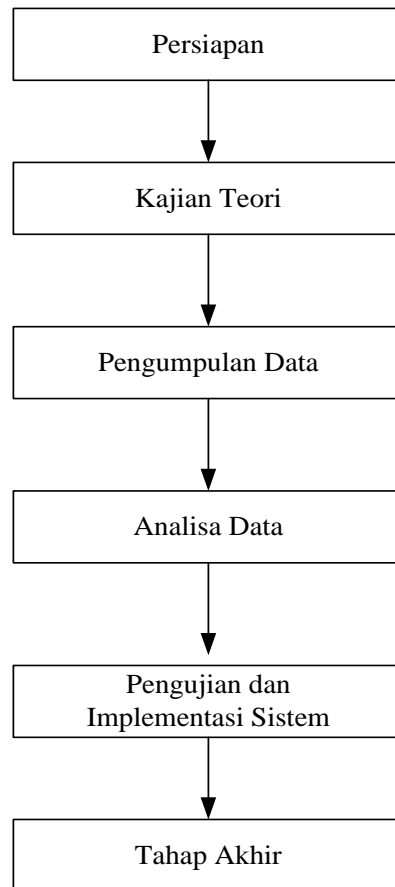 Persiapan
Kajian Teori
Pengumpulan Data
Analisa Data
Pengujian dan
Implementasi Sistem
Tahap Akhir